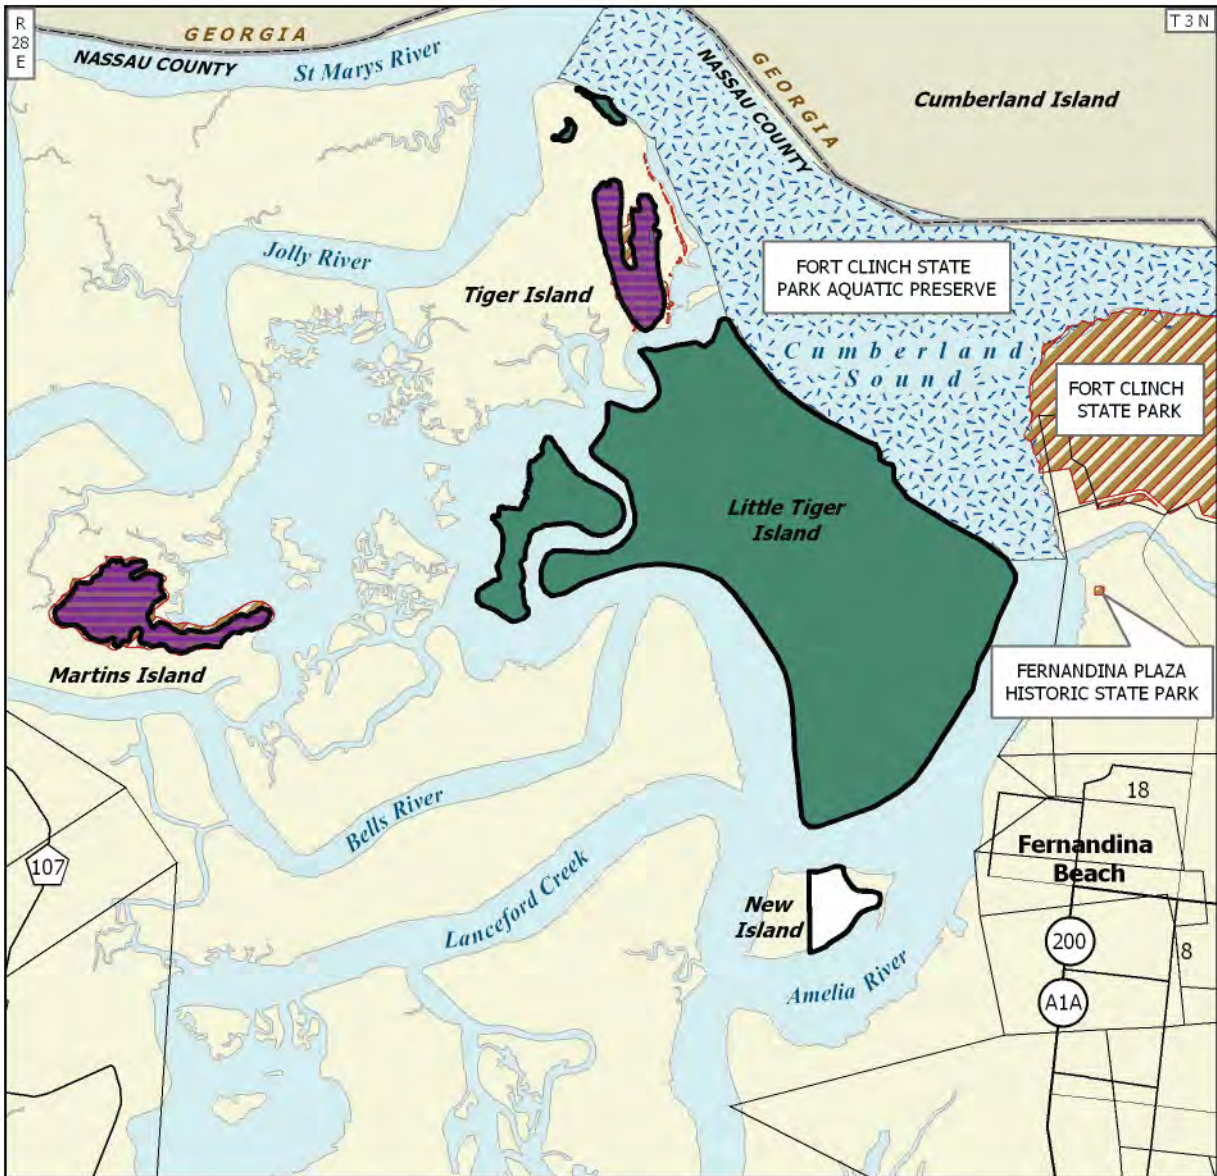 R
28
E
GEORGIA
T 3 N
NASSAU COUNTY
St Marys River
GEORGIA
NASSAU COUNTY
Cumberland Island
Jolly River
FORT CLINCH STATE
PARK AQUATIC PRESERVE
Tiger Island
Cumberland
Sound
FORT CLINCH
STATE PARK
Little Tiger
Island
Martins Island
FERNANDINA PLAZA
HISTORIC STATE PARK
Bells River
18
Fernandina
Beach
107
Lanceford Creek
New
Island
200
8
Amelia River
A1A